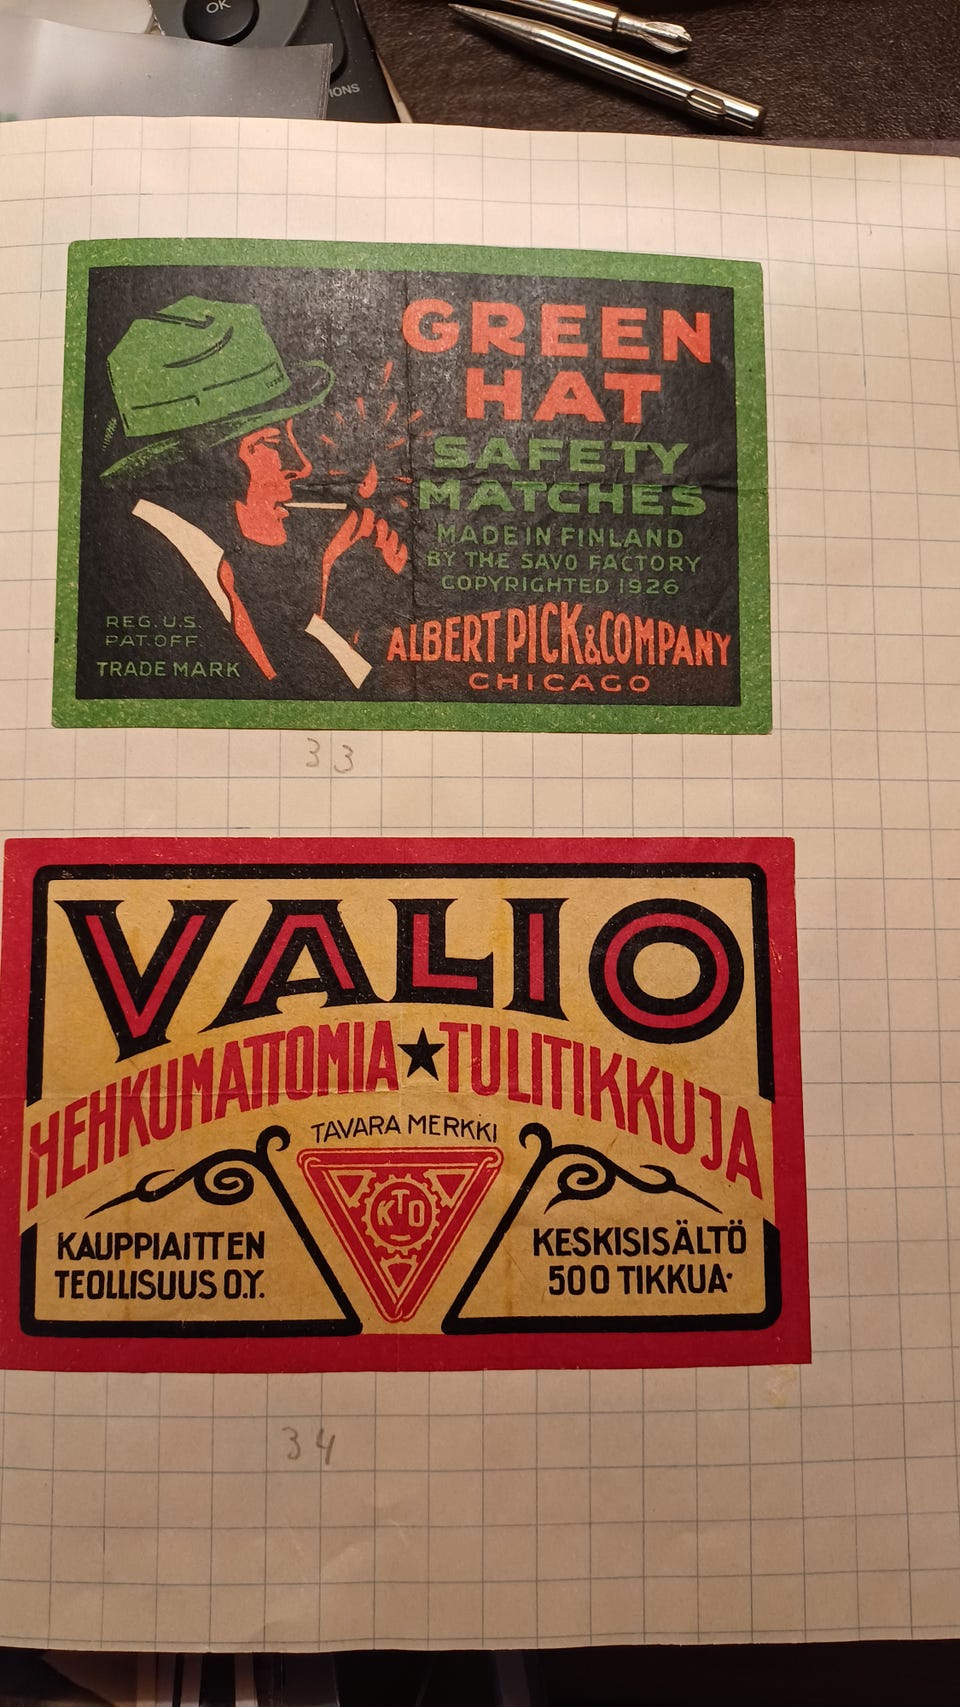 OK
IONS
GREEN
HAT
SAFETY
MATCHES
MADE IN FINLAND
BY THE SAVO FACTORY
COPYRIGHTED 1926
ALBERT PICK & COMPANY
CHICAGO
REG. U.S.
PAT. OFF.
TRADE MARK
33
VALIO
HEHKUMATTOMIA ★ TULITIKKUJA
TAVARA MERKKI
KTO
KAUPPIAITTEN
TEOLLISUUS O.Y.
KESKISISÄLTÖ
500 TIKKUA·
34